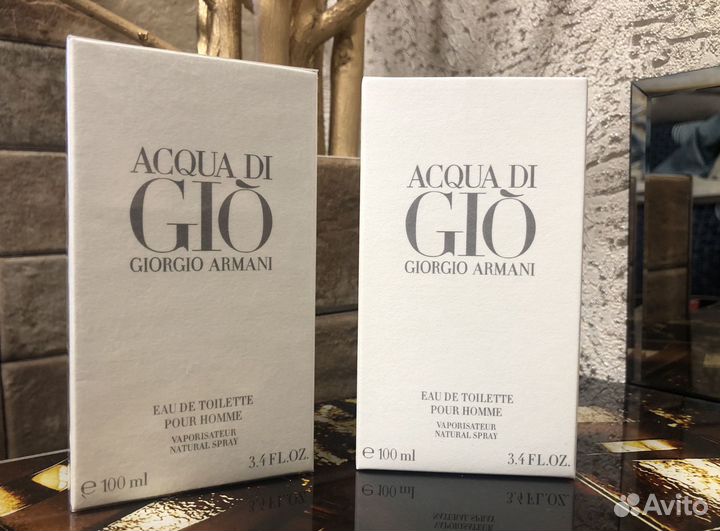 ACQUA DI
GIÒ
GIORGIO ARMANI
EAU DE TOILETTE
POUR HOMME
VAPORISATEUR
NATURAL SPRAY
e 100 ml
3.4 FL.OZ.
ACQUA DI
GIÒ
GIORGIO ARMANI
EAU DE TOILETTE
POUR HOMME
VAPORISATEUR
NATURAL SPRAY
e 100 ml
3.4 FL.OZ.
Avito